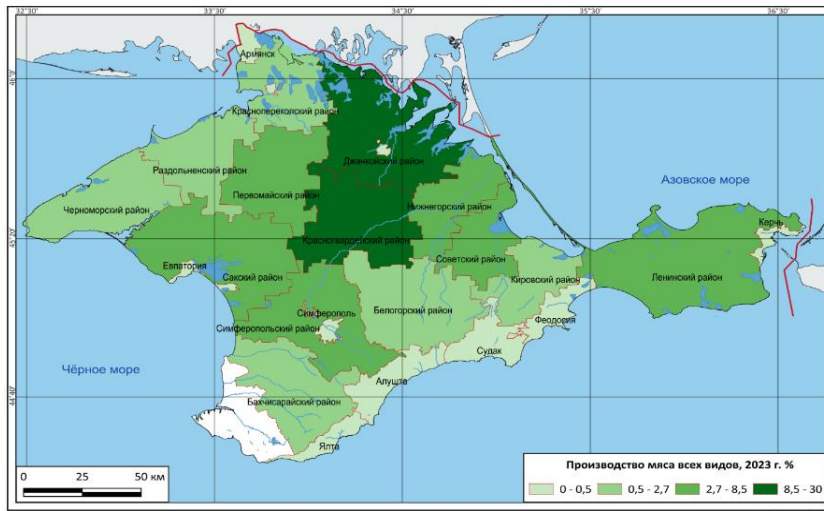 32°30' 33°30' 34°30' 35°30' 36°30'
Армянск
46°0'
Красноперекопский район
Джанкойский район
Раздольненский район
Азовское море
Первомайский район
Нижнегорский район
Черноморский район
Керчь
45°20'
Красногвардейский район
Советский район
Евпатория
Сакский район
Кировский район
Ленинский район
Белогорский район
Симферополь
Феодория
Симферопольский район
Судак
Чёрное море
Алушта
44°40'
Бахчисарайский район
Ялта
Производство мяса всех видов, 2023 г. %
0 25 50 км
0 - 0,5 0,5 - 2,7 2,7 - 8,5 8,5 - 30